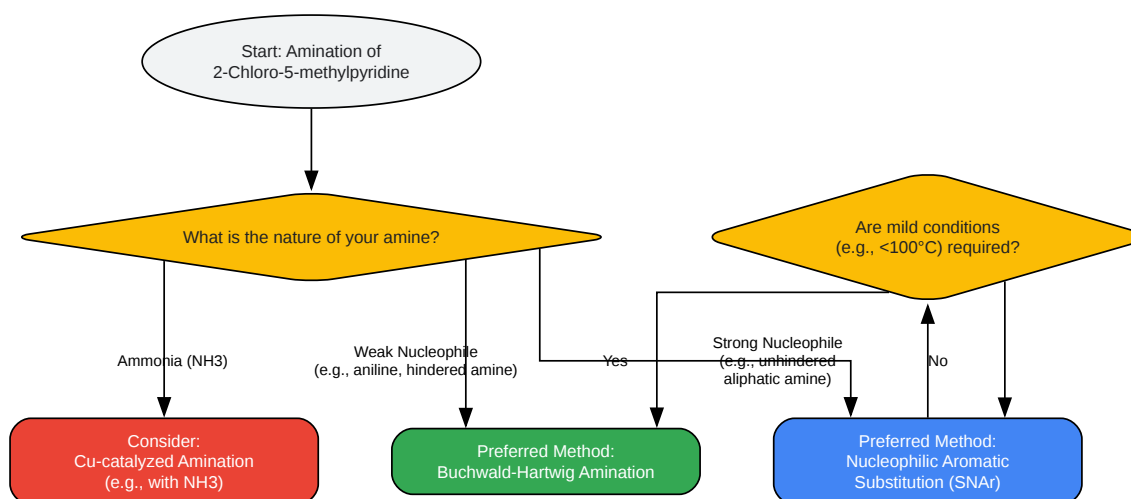 Start: Amination of
2-Chloro-5-methylpyridine
What is the nature of your amine?
Are mild conditions
(e.g., <100°C) required?
Ammonia (NH3)
Weak Nucleophile
(e.g., aniline, hindered amine)
Yes
Strong Nucleophile
(e.g., unhindered
aliphatic amine)
No
Consider:
Cu-catalyzed Amination
(e.g., with NH3)
Preferred Method:
Buchwald-Hartwig Amination
Preferred Method:
Nucleophilic Aromatic
Substitution (SNAr)